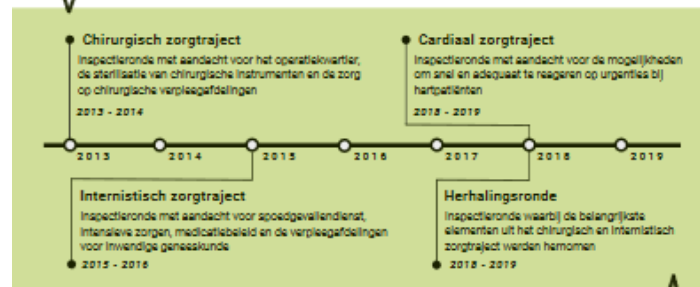 Chirurgisch zorgtraject
Inspectieronde met aandacht voor het operatiekwartier,
de sterilisatie van chirurgische instrumenten en de zorg
op chirurgische verpleegafdelingen
2013 - 2014
Cardiaal zorgtraject
Inspectieronde met aandacht voor de mogelijkheden
om snel en adequaat te reageren op urgenties bij
hartpatiënten
2018 - 2019
2013 2014 2015 2016 2017 2018 2019
Internistisch zorgtraject
Inspectieronde met aandacht voor spoedgevallendienst,
intensieve zorgen, medicatiebeleid en de verpleegafdelingen
voor inwendige geneeskunde
2015 - 2016
Herhalingsronde
Inspectieronde waarbij de belangrijkste
elementen uit het chirurgisch en internistisch
zorgtraject werden hernomen
2018 - 2019